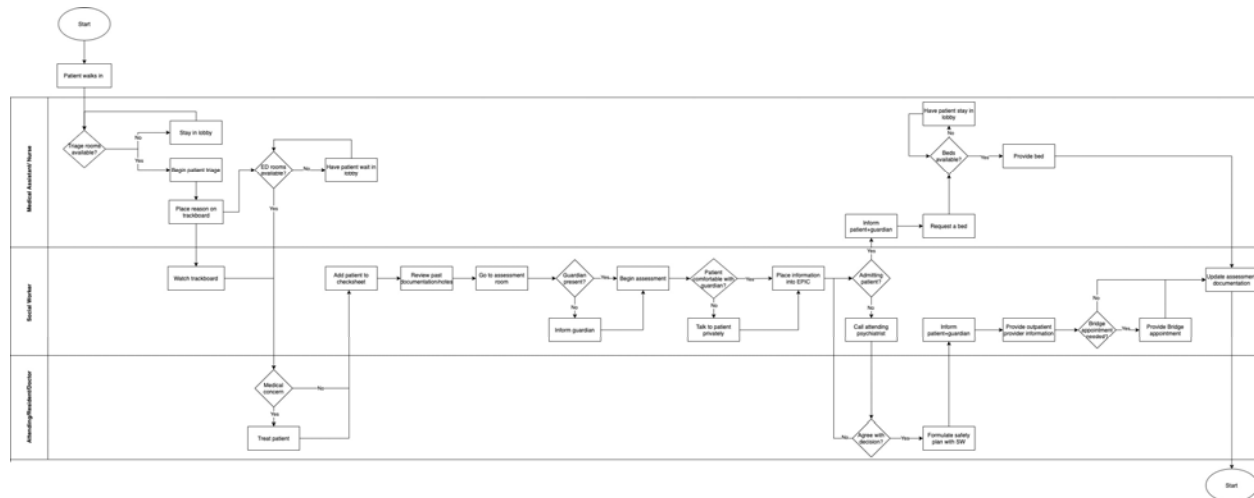 Start
Patient walks in
Medical Assistant/ Nurse
Triage rooms
available?
No
Stay in lobby
Yes
Begin patient triage
Place reason on
trackboard
ED rooms
available?
No
Have patient wait in
lobby
Yes
Have patient stay in
lobby
No
Beds
available?
Yes
Provide bed
Inform
patient+guardian
Request a bed
Yes
Social Worker
Watch trackboard
Add patient to
checksheet
Review past
documentation/notes
Go to assessment
room
Guardian
present?
Yes
No
Inform guardian
Begin assessment
Patient
comfortable with
guardian?
Yes
No
Talk to patient
privately
Place information
into EPIC
Admitting
patient?
No
Call attending
psychiatrist
Inform
patient+guardian
Provide outpatient
provider information
Bridge
appointment
needed?
No
Yes
Provide Bridge
appointment
Update assessment
documentation
Attending/Resident/Doctor
Medical
concern
No
Yes
Treat patient
Agree with
decision?
No
Yes
Formulate safety
plan with SW
Start